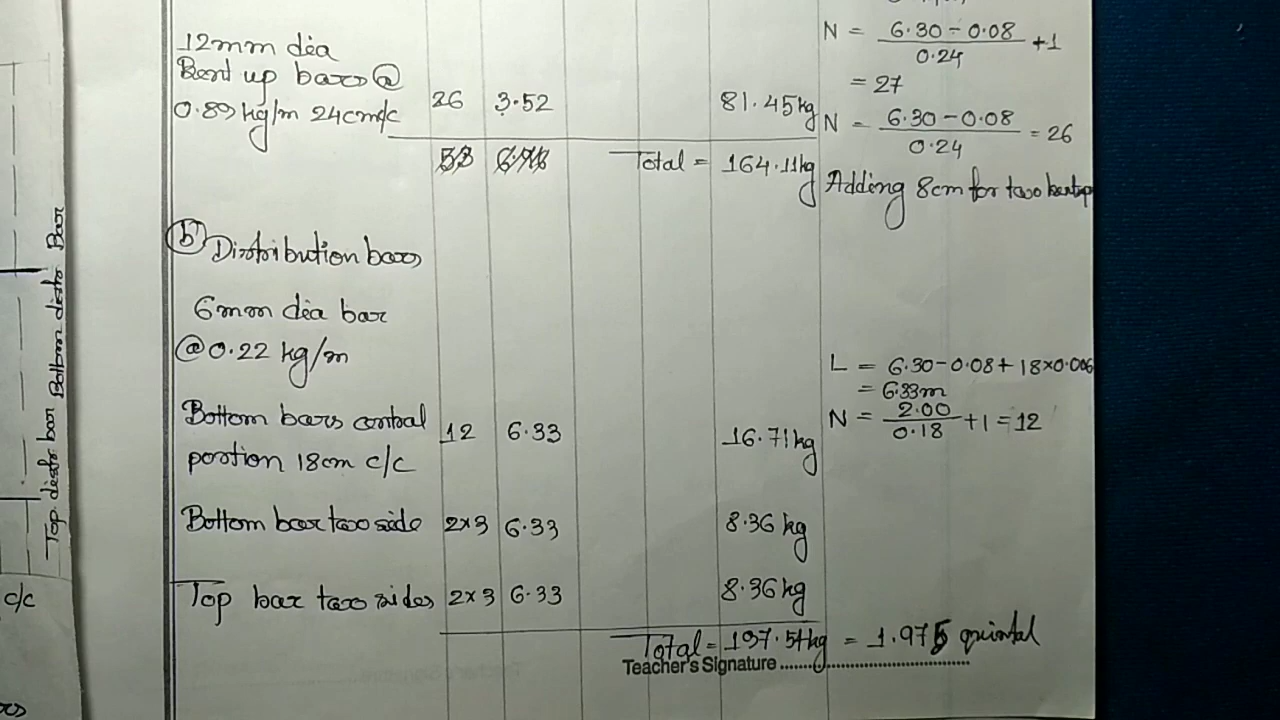 12mm dia
Bent up bars @
0.89 kg/m 24cmc/c 26 3.52 81.45kg
N = 6.30-0.08 / 0.24 +1
= 27
N = 6.30-0.08 / 0.24 = 26
53 Total = 164.11kg
Adding 8cm for two bentup
(b) Distribution bars
6mm dia bar
@0.22 kg/m
L = 6.30-0.08+18×0.006
= 6.33m
N = 2.00 / 0.18 +1 = 12
Bottom bars central
portion 18cm c/c 12 6.33 16.71kg
Bottom bar two side 2×3 6.33 8.36 kg
Top bar two sides 2×3 6.33 8.36kg
Total = 197.54kg = 1.975 quintal
Teacher's Signature
Top distr bar Bottom distr Bar
c/c